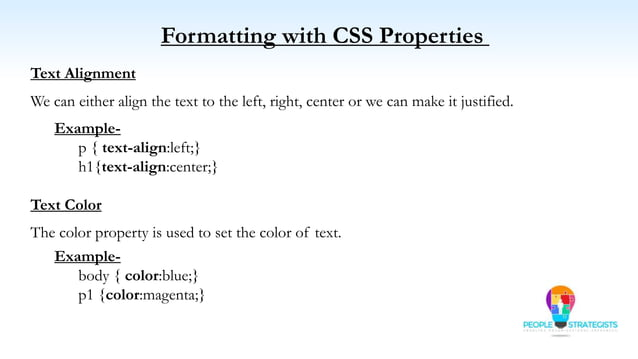 Formatting with CSS Properties
Text Alignment
We can either align the text to the left, right, center or we can make it justified.
Example-
p { text-align:left;}
h1{text-align:center;}
Text Color
The color property is used to set the color of text.
Example-
body { color:blue;}
p1 {color:magenta;}
PEOPLE STRATEGISTS